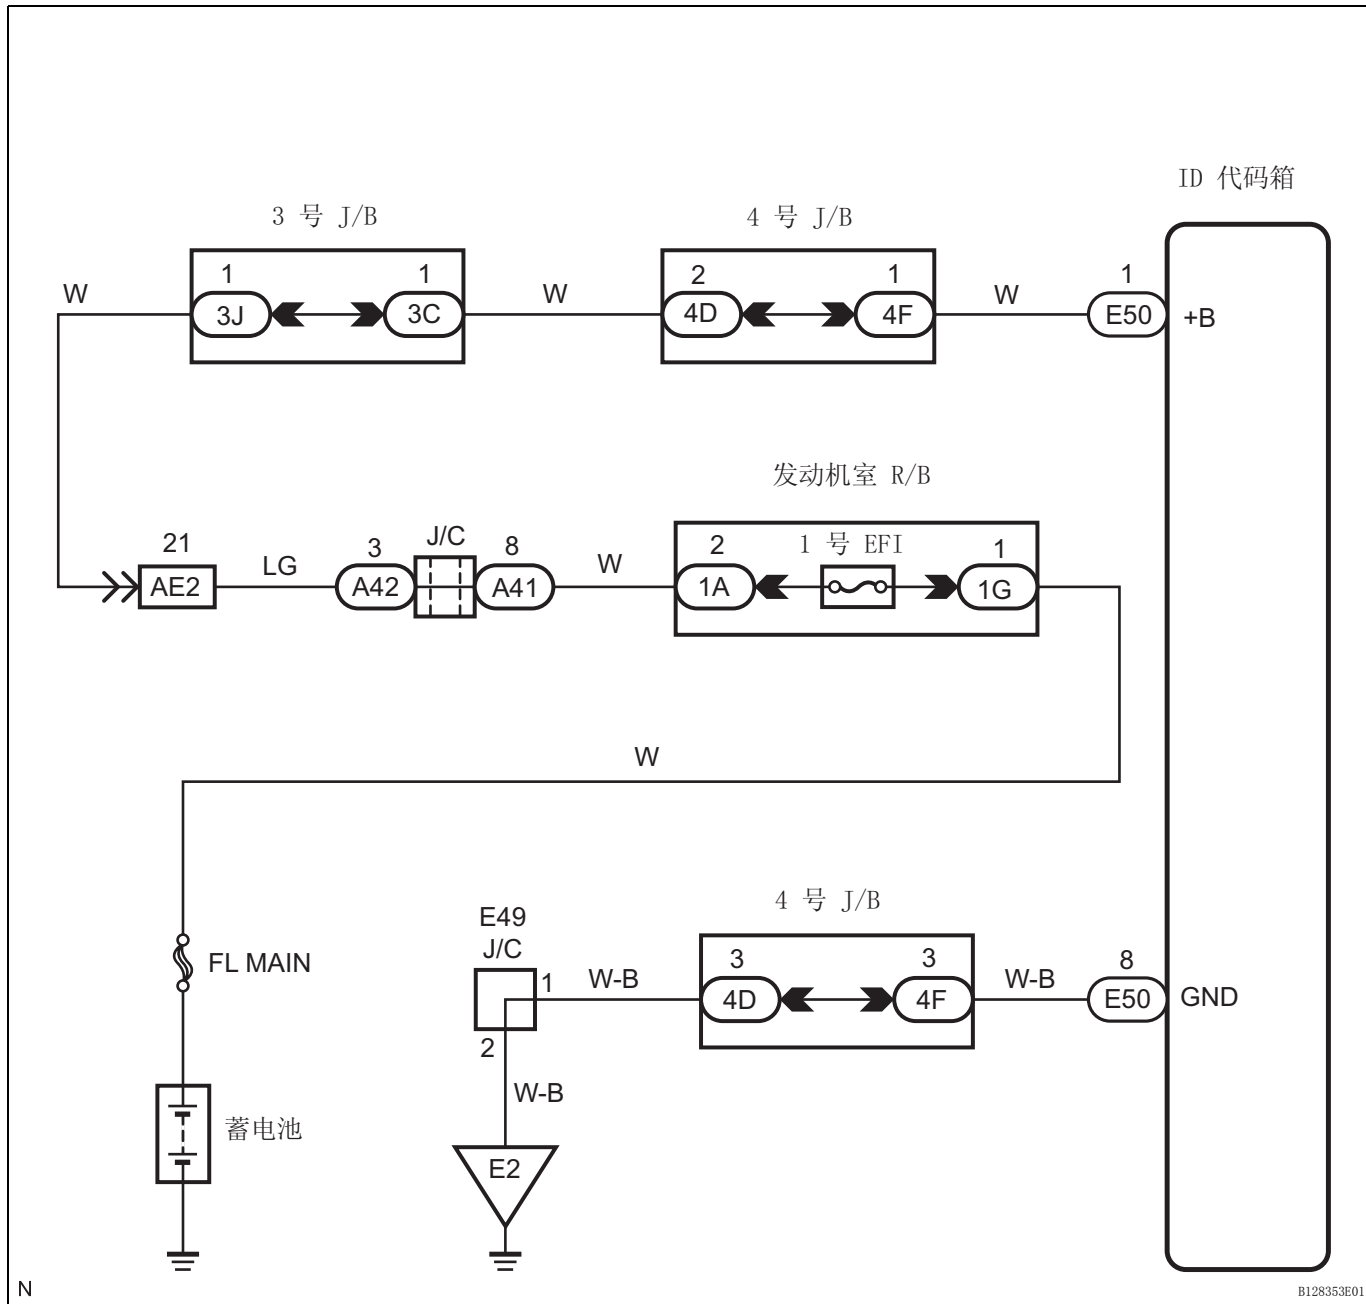 ID 代码箱
3 号 J/B
4 号 J/B
1
1
2
1
1
W
3J
3C
W
4D
4F
W
E50
+B
发动机室 R/B
21
3
J/C
8
2
1 号 EFI
1
AE2
LG
A42
A41
W
1A
1G
W
FL MAIN
4 号 J/B
E49
J/C
1
W-B
3
3
W-B
8
4D
4F
E50
GND
2
W-B
蓄电池
E2
N
B128353E01